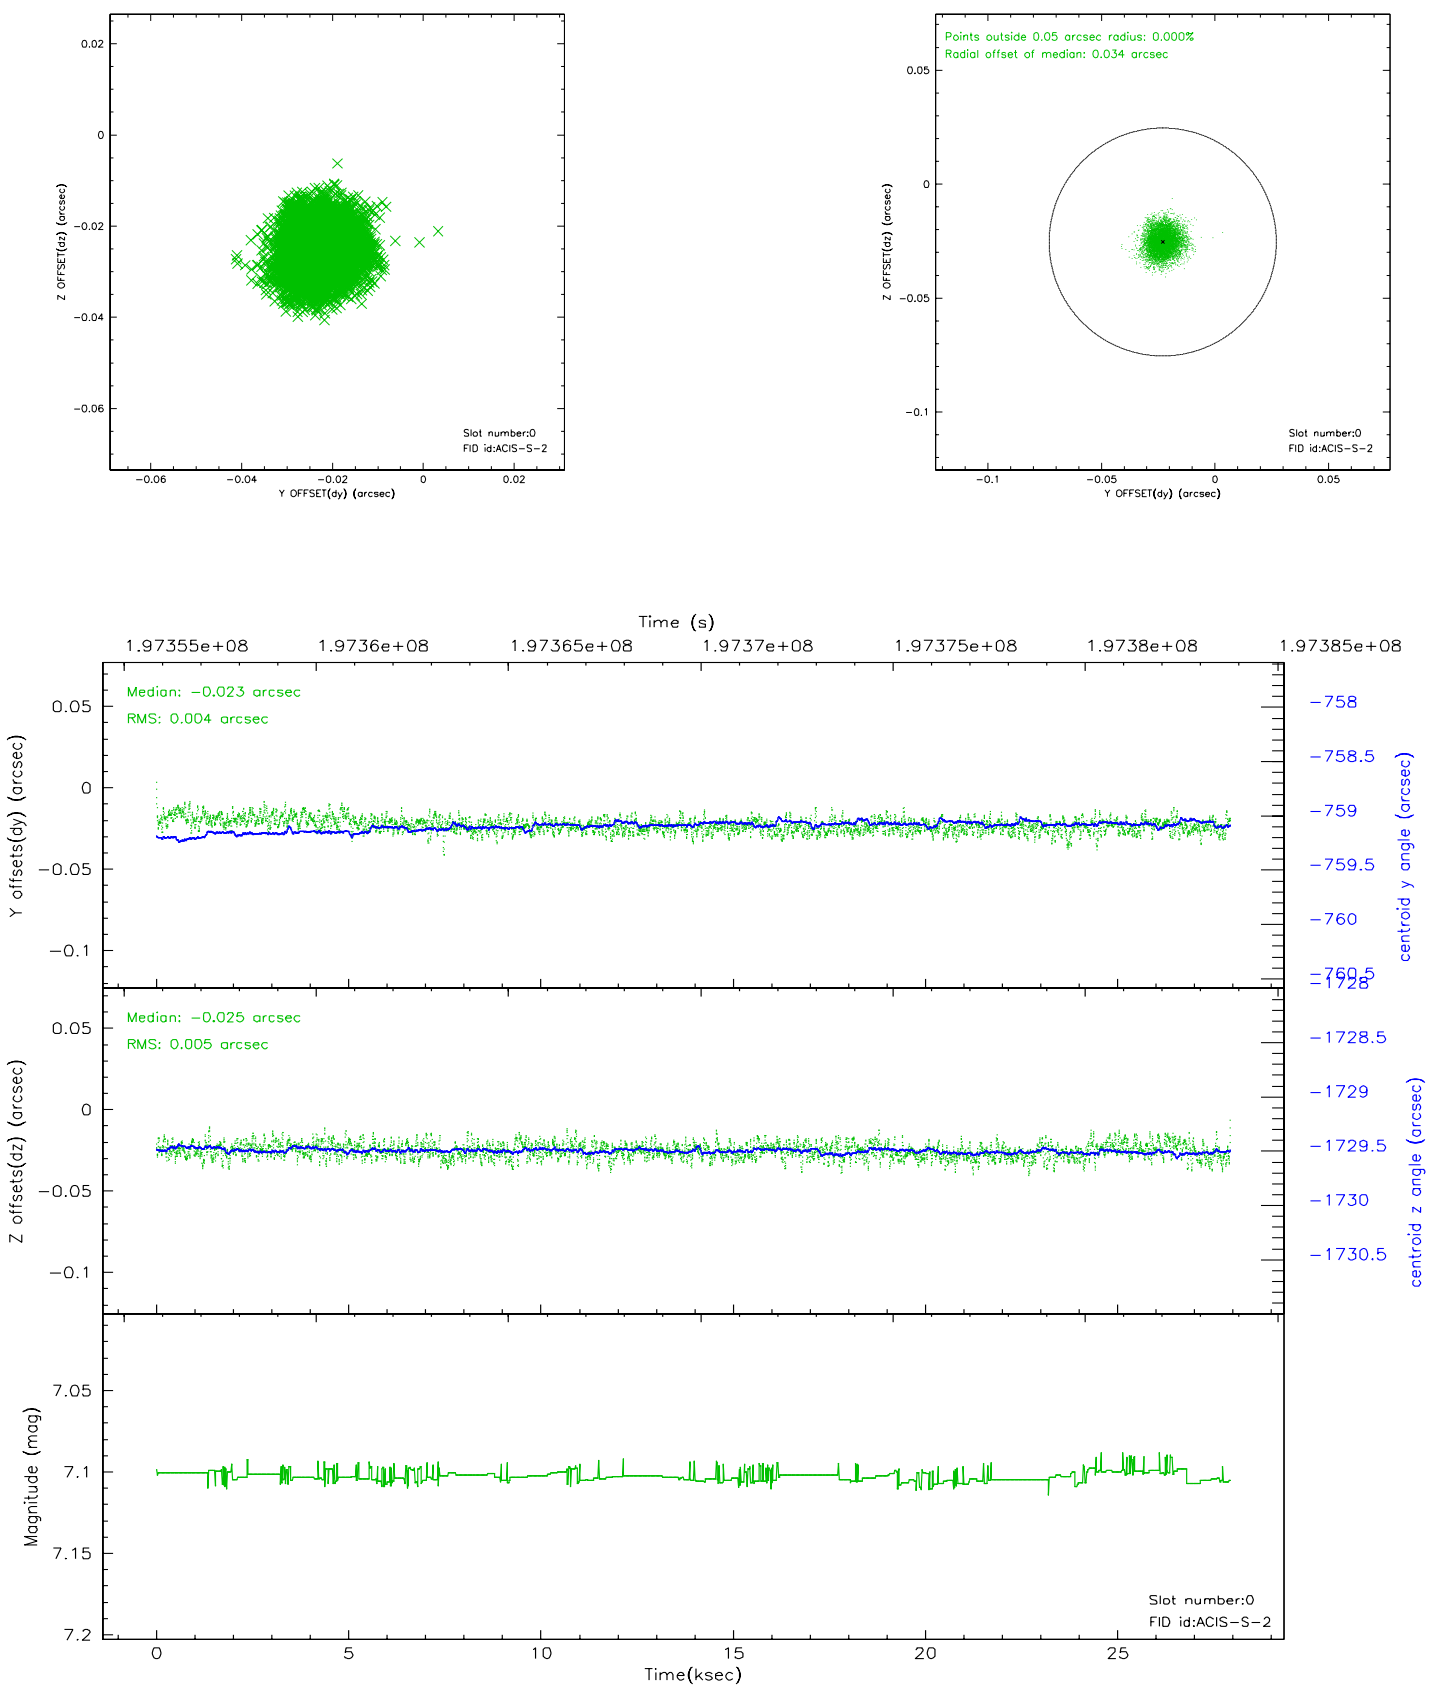 0.02
0
−0.02
−0.04
−0.06
Z OFFSET(dz) (arcsec)
Slot number:0
FID id:ACIS−S−2
−0.06 −0.04 −0.02 0 0.02
Y OFFSET(dy) (arcsec)
Points outside 0.05 arcsec radius: 0.000%
Radial offset of median: 0.034 arcsec
0.05
0
−0.05
−0.1
Z OFFSET(dz) (arcsec)
Slot number:0
FID id:ACIS−S−2
−0.1 −0.05 0 0.05
Y OFFSET(dy) (arcsec)
Time (s)
1.97355e+08 1.9736e+08 1.97365e+08 1.9737e+08 1.97375e+08 1.9738e+08 1.97385e+08
Median: −0.023 arcsec
RMS: 0.004 arcsec
0.05
0
−0.05
−0.1
Y offsets(dy) (arcsec)
−758
−758.5
−759
−759.5
−760
−760.5
centroid y angle (arcsec)
Median: −0.025 arcsec
RMS: 0.005 arcsec
0.05
0
−0.05
−0.1
Z offsets(dz) (arcsec)
−1728
−1728.5
−1729
−1729.5
−1730
−1730.5
centroid z angle (arcsec)
7.05
7.1
7.15
7.2
Magnitude (mag)
Slot number:0
FID id:ACIS−S−2
0 5 10 15 20 25
Time(ksec)